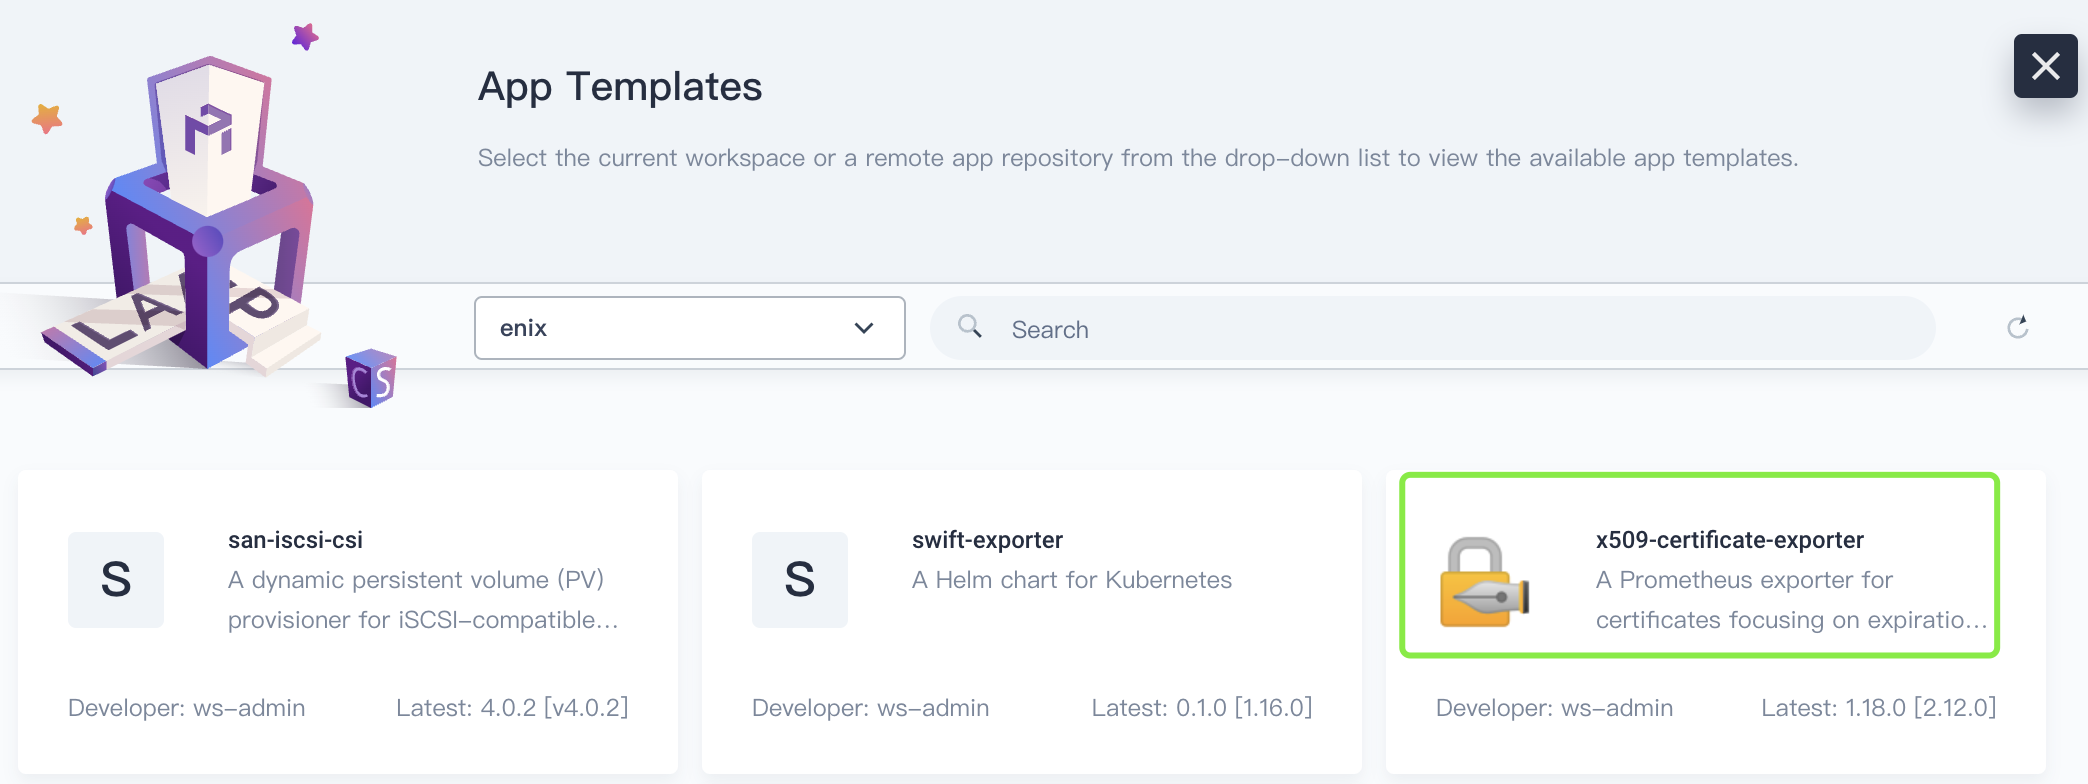 App Templates
Select the current workspace or a remote app repository from the drop-down list to view the available app templates.
LAPP
enix
Search
CS
S
san-iscsi-csi
A dynamic persistent volume (PV)
provisioner for iSCSI-compatible...
Developer: ws-admin
Latest: 4.0.2 [v4.0.2]
S
swift-exporter
A Helm chart for Kubernetes
Developer: ws-admin
Latest: 0.1.0 [1.16.0]
x509-certificate-exporter
A Prometheus exporter for
certificates focusing on expiratio...
Developer: ws-admin
Latest: 1.18.0 [2.12.0]